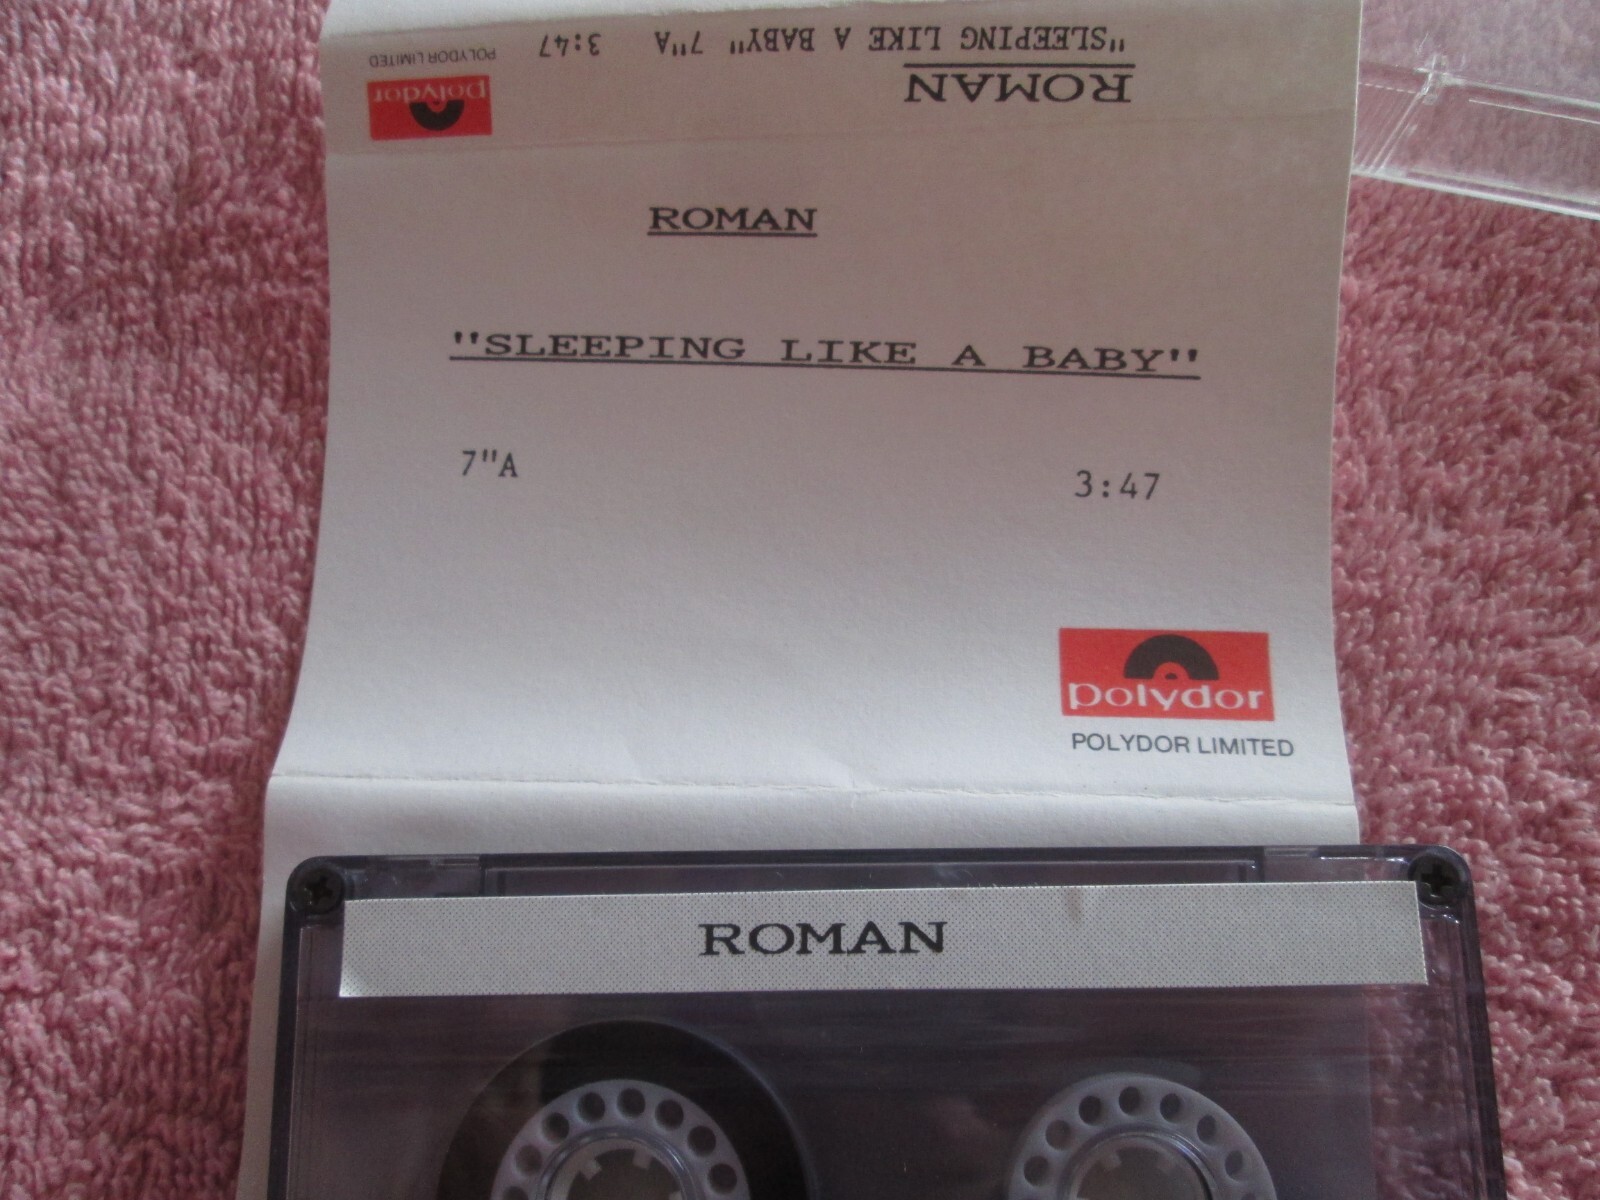 ROMAN
"SLEEPING LIKE A BABY" 7"A 3:47
polydor
POLYDOR LIMITED
ROMAN
"SLEEPING LIKE A BABY"
7"A 3:47
polydor
POLYDOR LIMITED
ROMAN